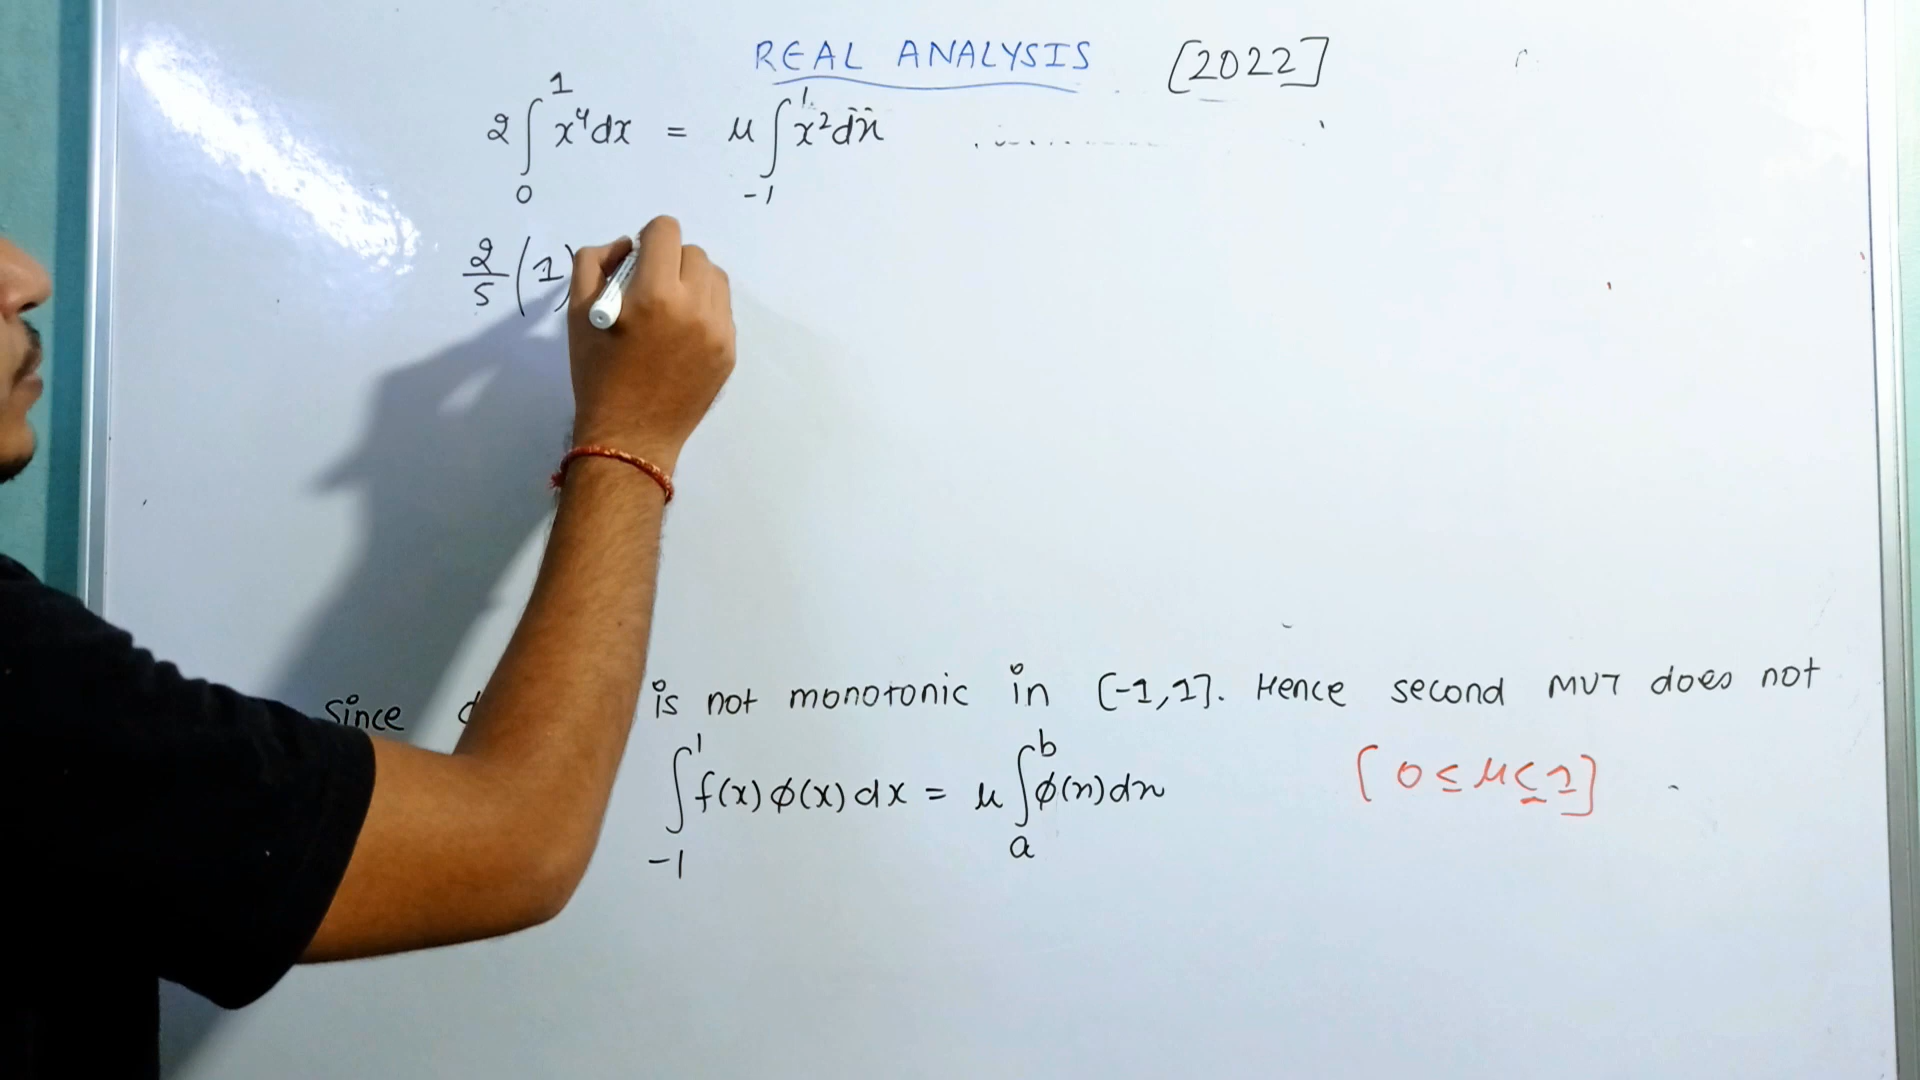 REAL ANALYSIS [2022]
2∫₀¹ x⁴dx = μ∫₋₁¹ x²dx
2/5 (1)
Since is not monotonic in [-1,1]. Hence second MVT does not
∫₋₁¹ f(x)ϕ(x)dx = μ∫ₐᵇ ϕ(x)dx [0≤μ≤1]